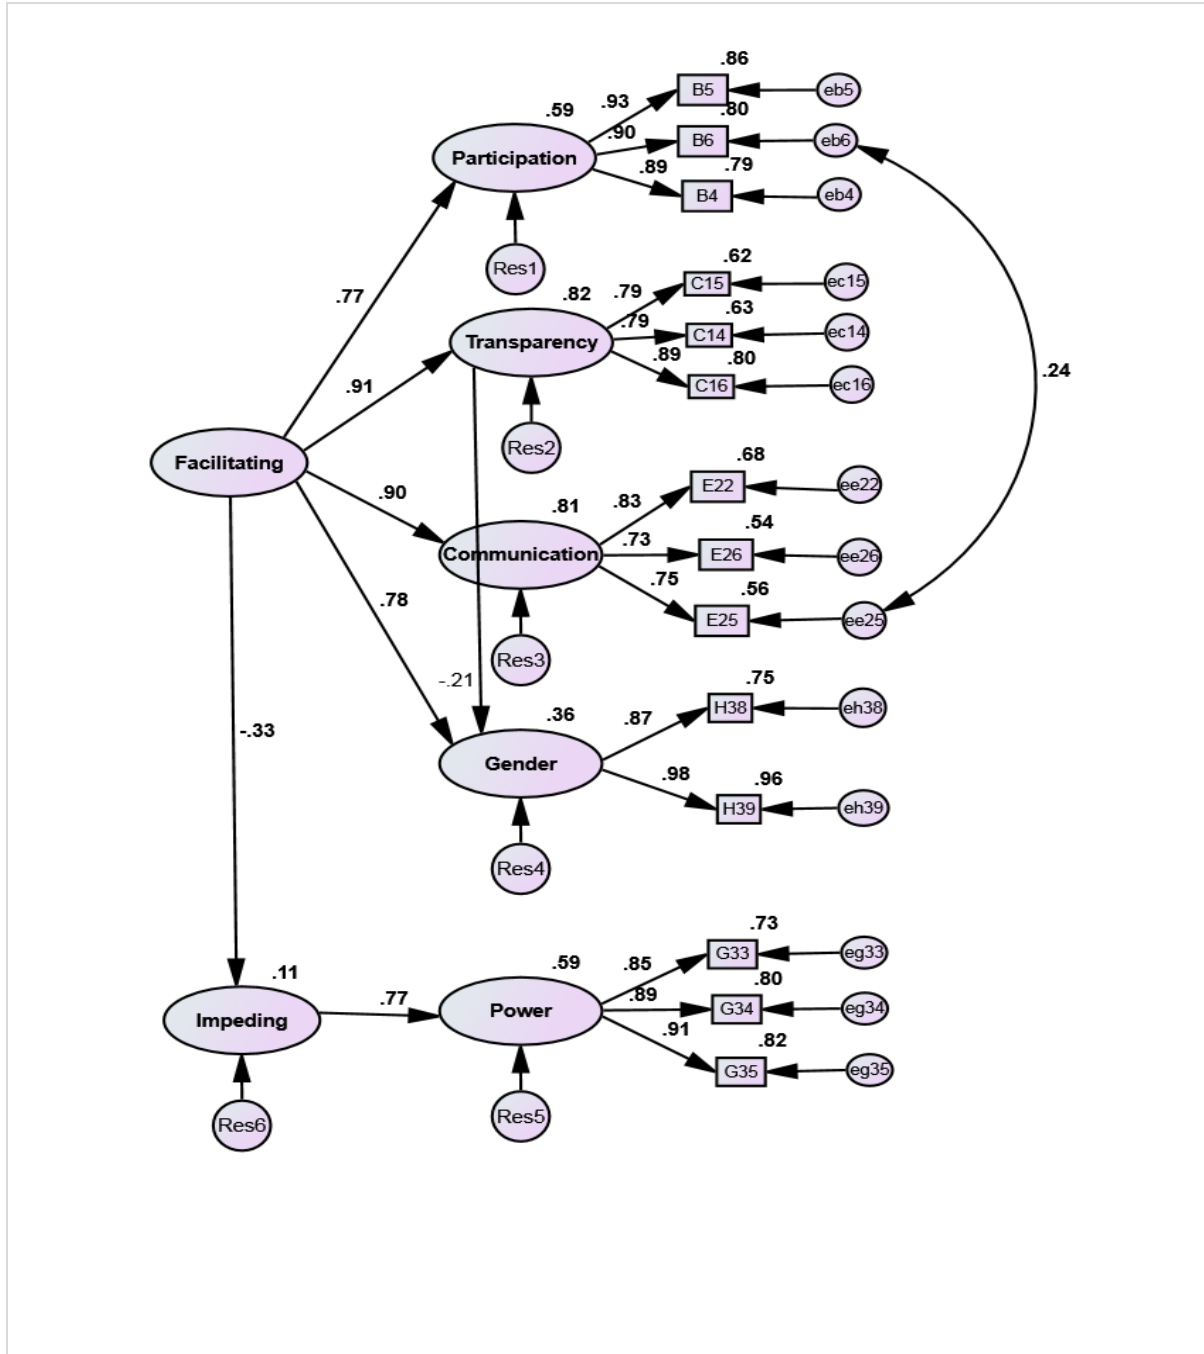 .86
B5
eb5
.93
.59
.80
.90
B6
eb6
Participation
.79
.89
B4
eb4
Res1
.62
.79
C15
ec15
.77
.82
.63
.79
C14
ec14
Transparency
.89
.80
C16
ec16
.24
.91
Res2
Facilitating
.68
.83
E22
ee22
.90
.81
.54
.73
E26
ee26
Communication
.75
.56
E25
ee25
.78
Res3
-.21
.75
.87
H38
eh38
-.33
.36
Gender
.98
.96
H39
eh39
Res4
.73
.85
G33
eg33
.11
.59
.80
.89
G34
eg34
.77
Impeding
Power
.91
.82
G35
eg35
Res6
Res5